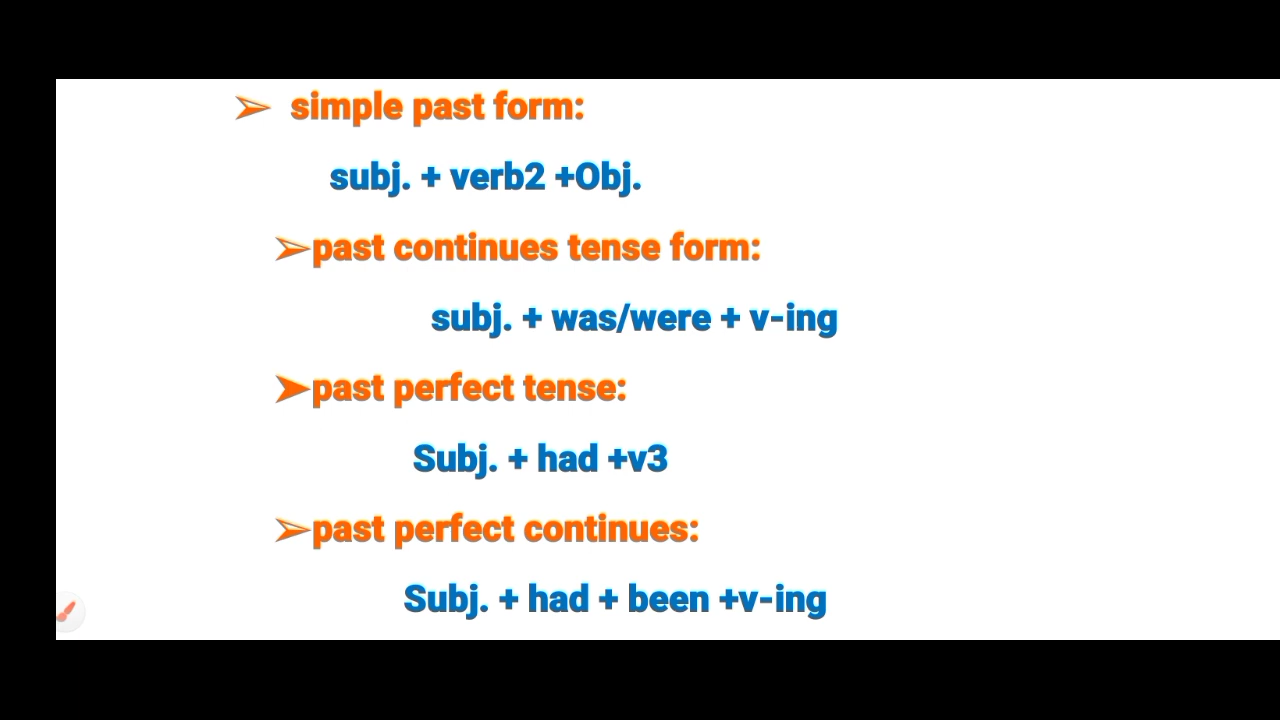 ➢ simple past form:
subj. + verb2 +Obj.
➢past continues tense form:
subj. + was/were + v-ing
➤past perfect tense:
Subj. + had +v3
➢past perfect continues:
Subj. + had + been +v-ing